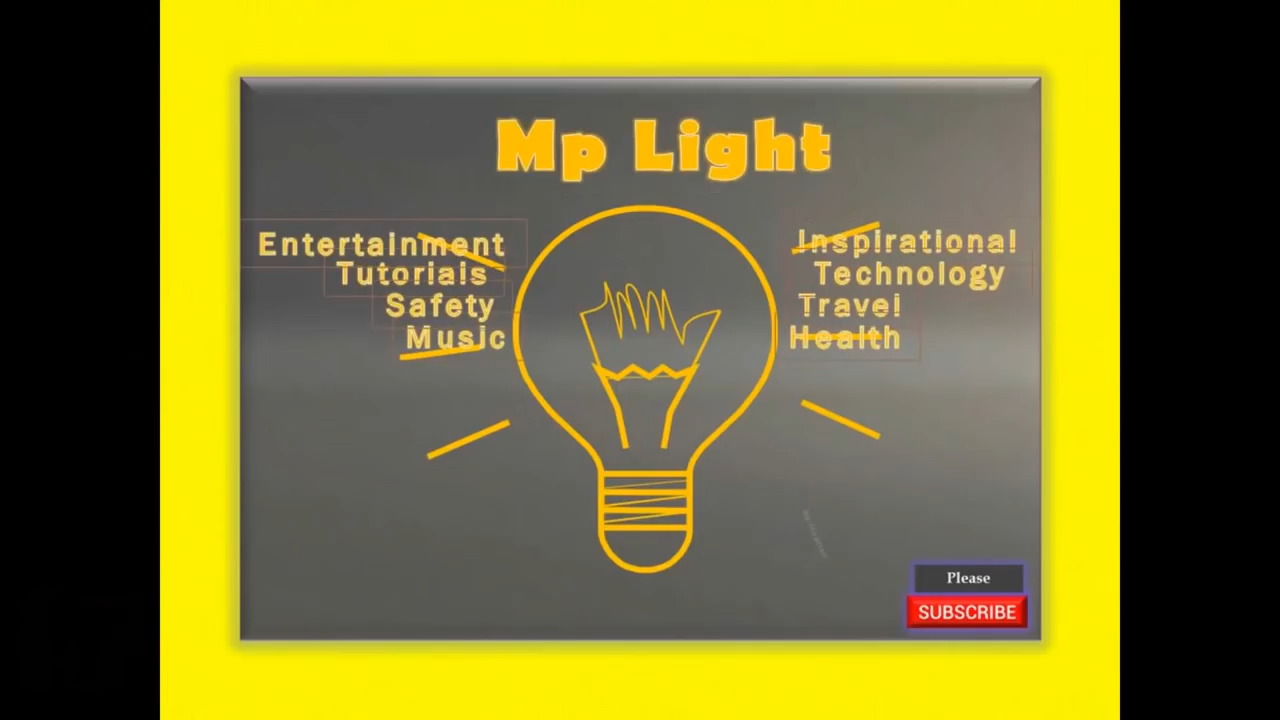 Mp Light
Entertainment
Tutorials
Safety
Music
Inspirational
Technology
Travel
Health
Please
SUBSCRIBE